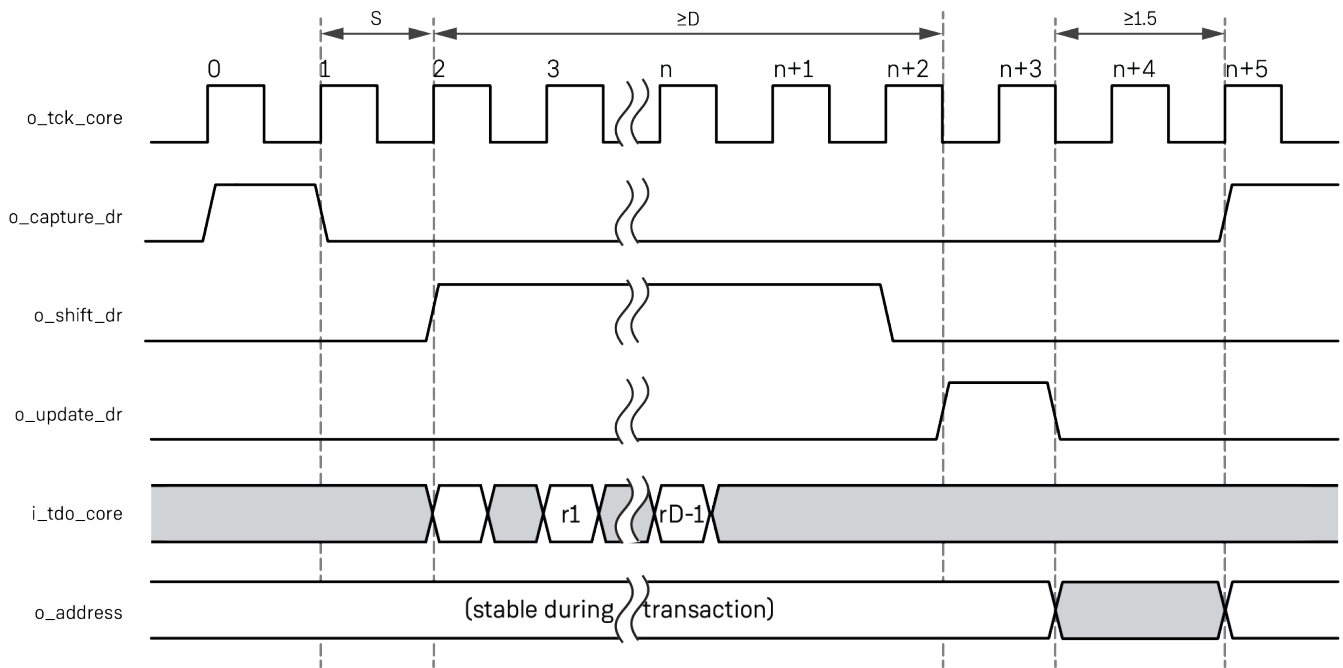 S ≥D ≥1.5
0 1 2 3 n n+1 n+2 n+3 n+4 n+5
o_tck_core
o_capture_dr
o_shift_dr
o_update_dr
i_tdo_core r1 rD-1
o_address (stable during transaction)